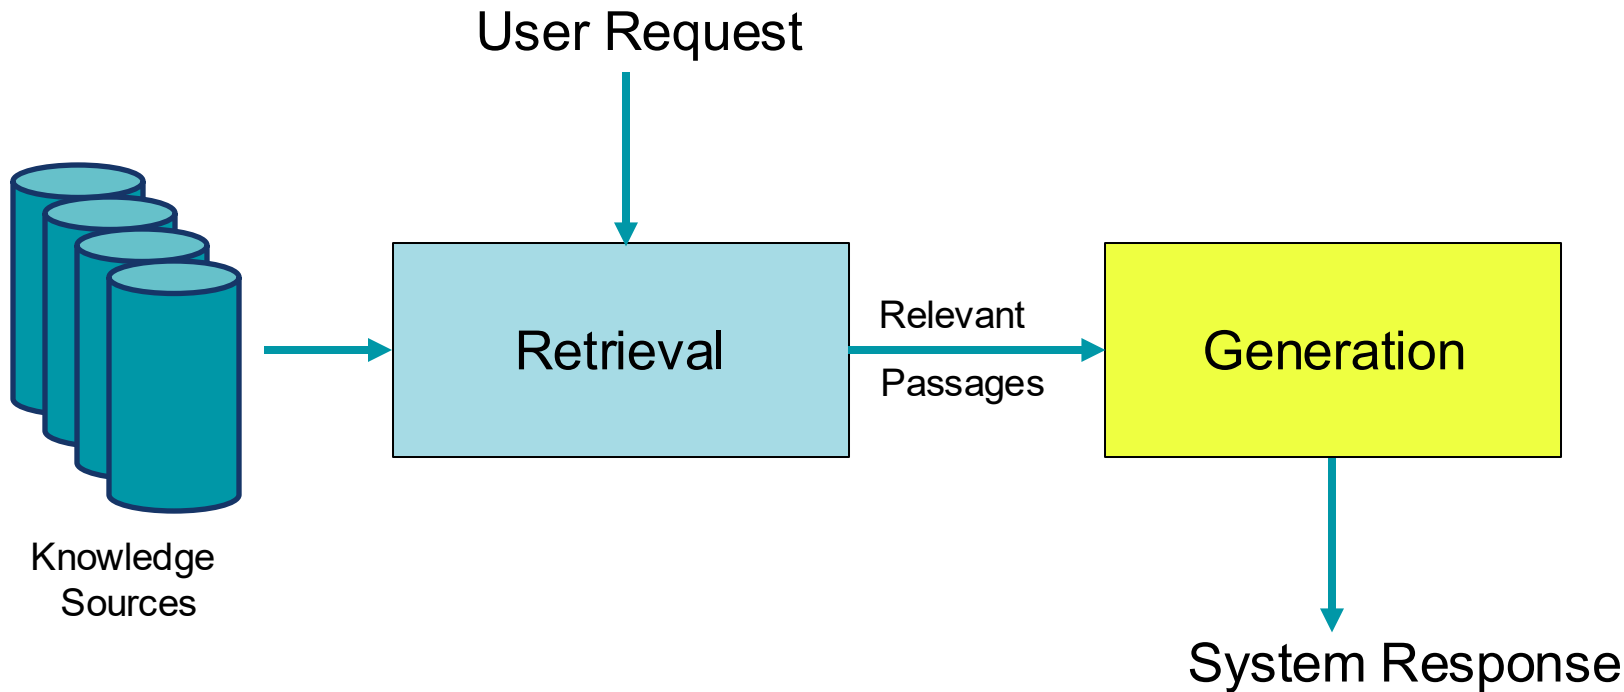 User Request
Retrieval
Relevant
Passages
Generation
Knowledge
Sources
System Response